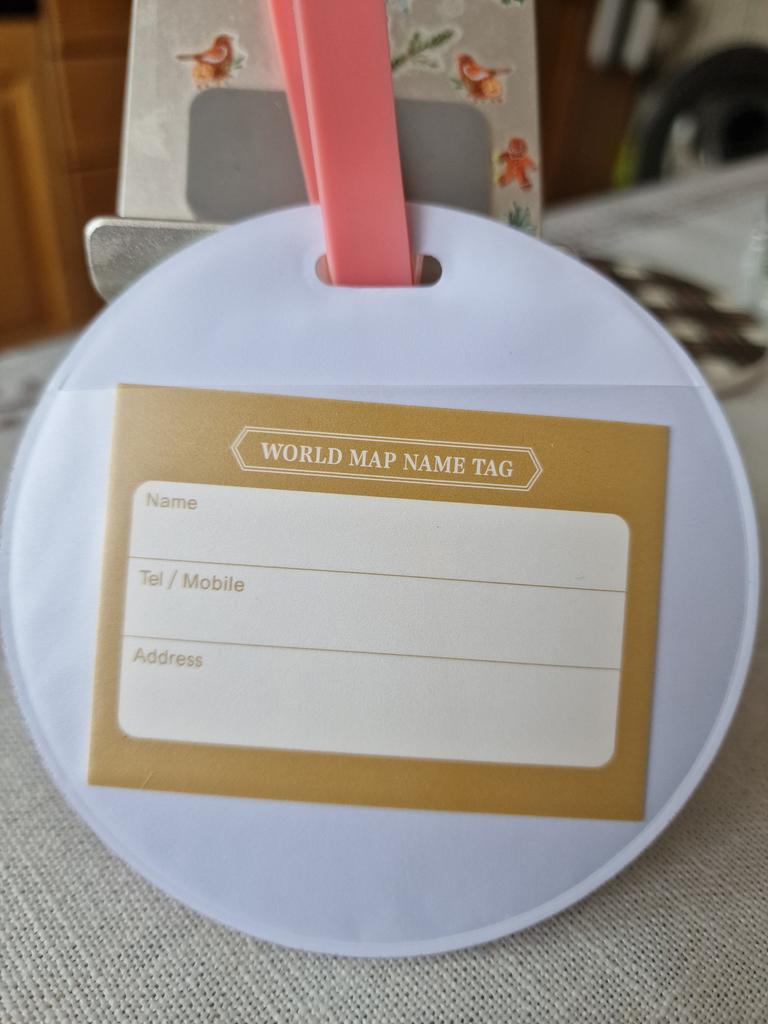 WORLD MAP NAME TAG
Name
Tel / Mobile
Address